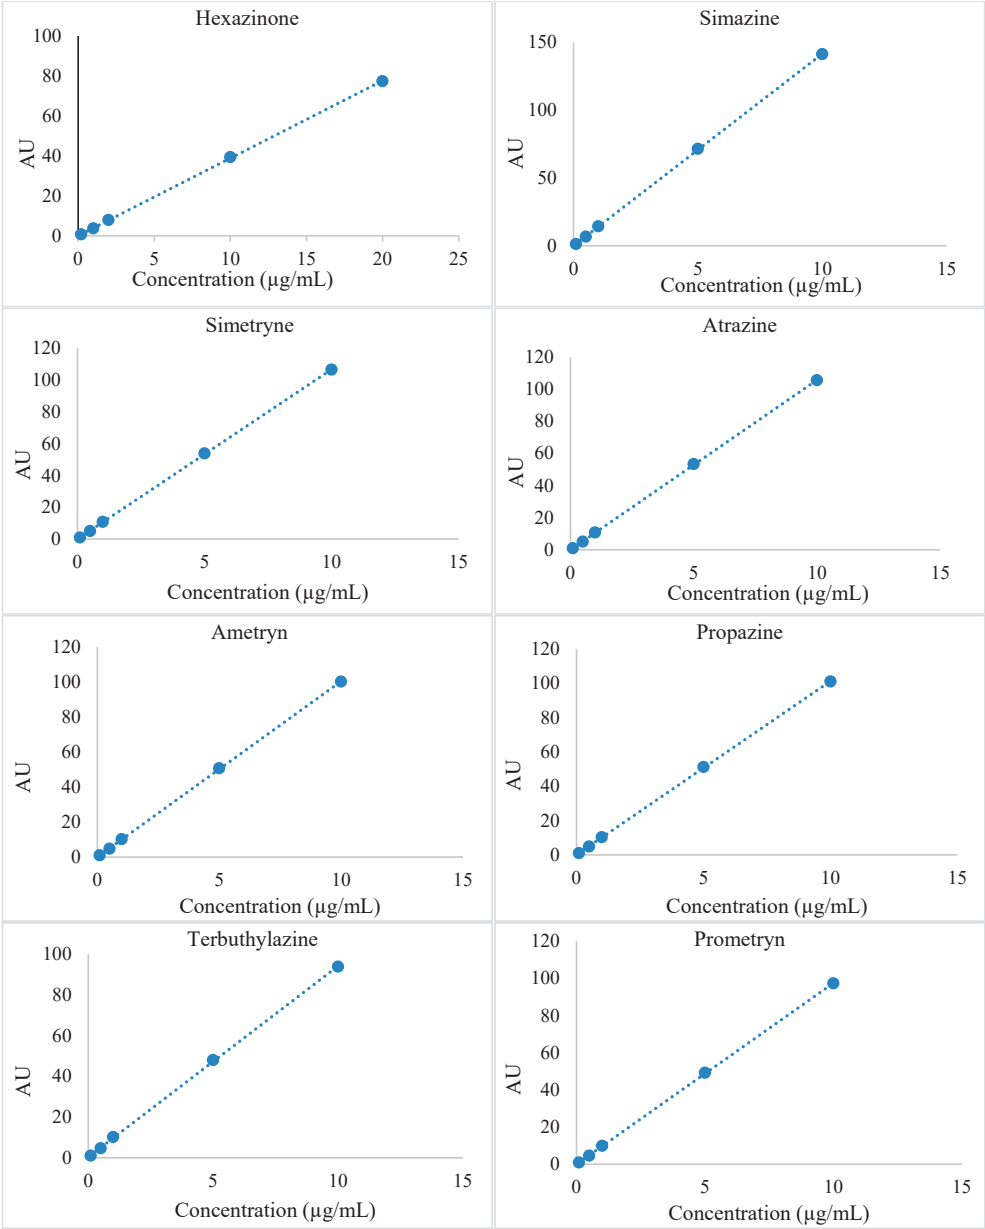 Hexazinone
100
80
60
40
20
0
AU
0 5 10 15 20 25
Concentration (µg/mL)
Simazine
150
100
50
0
AU
0 5 10 15
Concentration (µg/mL)
Simetryne
120
100
80
60
40
20
0
AU
0 5 10 15
Concentration (µg/mL)
Atrazine
120
100
80
60
40
20
0
AU
0 5 10 15
Concentration (µg/mL)
Ametryn
120
100
80
60
40
20
0
AU
0 5 10 15
Concentration (µg/mL)
Propazine
120
100
80
60
40
20
0
AU
0 5 10 15
Concentration (µg/mL)
Terbuthylazine
100
80
60
40
20
0
AU
0 5 10 15
Concentration (µg/mL)
Prometryn
120
100
80
60
40
20
0
AU
0 5 10 15
Concentration (µg/mL)